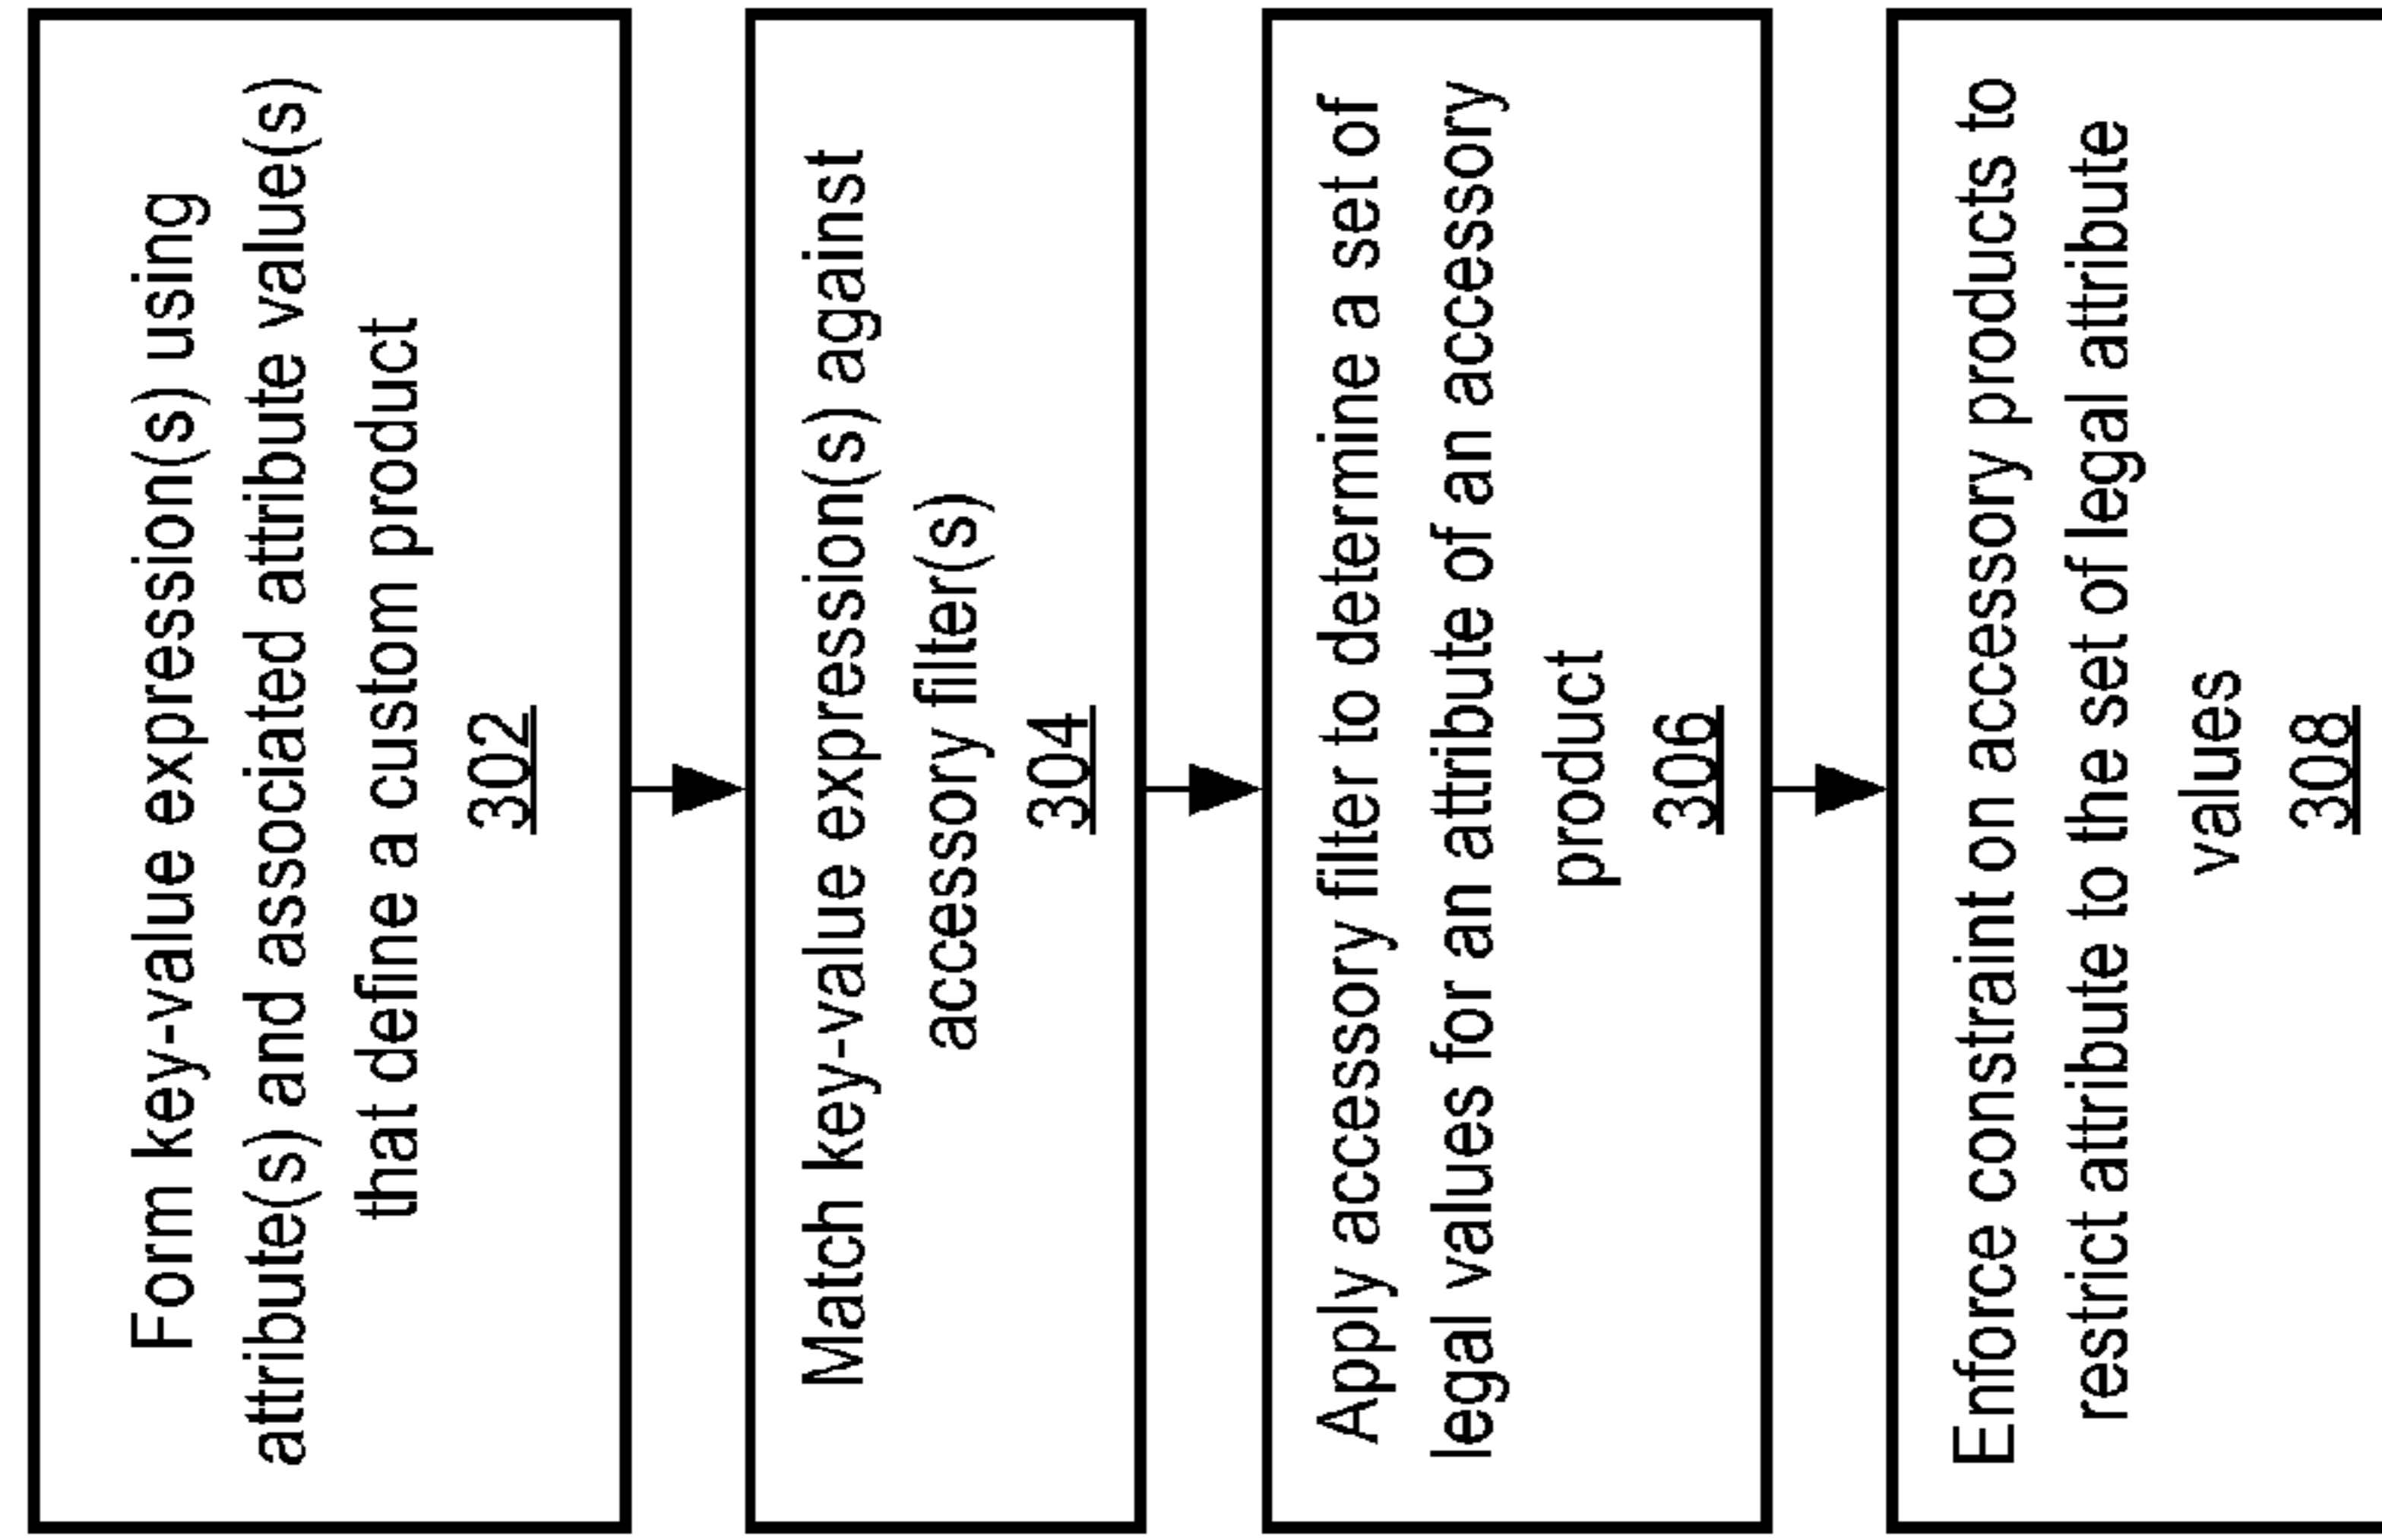 Form key-value expression(s) using
attribute(s) and associated attribute value(s)
that define a custom product
302
Match key-value expression(s) against
accessory filter(s)
304
Apply accessory filter to determine a set of
legal values for an attribute of an accessory
product
306
Enforce constraint on accessory products to
restrict attribute to the set of legal attribute
values
308